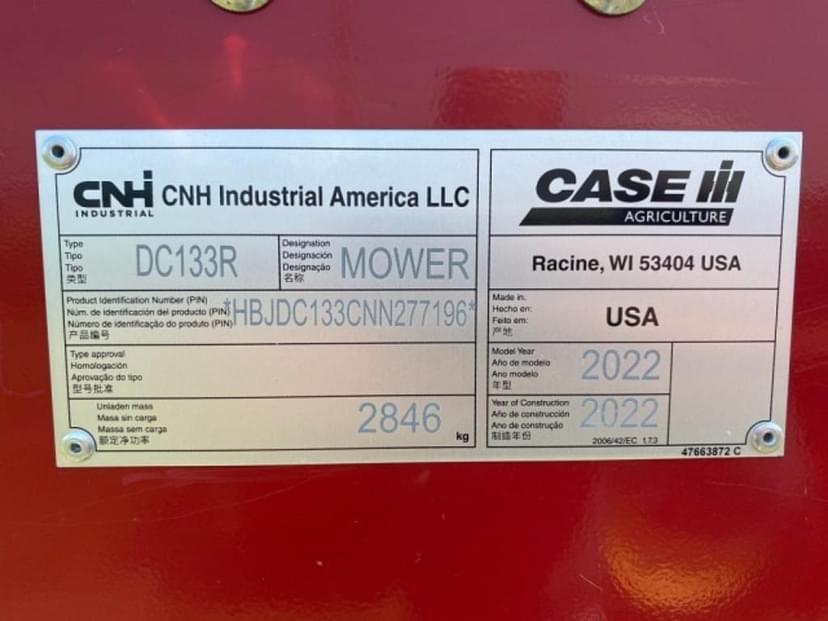 CNH INDUSTRIAL CNH Industrial America LLC
CASE IH
AGRICULTURE
Type
Tipo
Tipo
类型
DC133R
Designation
Designación
Designação
名称
MOWER
Racine, WI 53404 USA
Product Identification Number (PIN)
Núm. de identificación del producto (PIN)
Número de identificação do produto (PIN)
产品编号
*HBJDC133CNN277196*
Made in:
Hecho en:
Feito em:
产地
USA
Type approval
Homologación
Aprovação do tipo
型号批准
Model Year
Año de modelo
Ano modelo
年型
2022
Unladen mass
Masa sin carga
Massa sem carga
额定净功率
2846
kg
Year of Construction
Año de construcción
Ano de construção
制造年份
2022
2006/42/EC 1.7.3
47663872 C